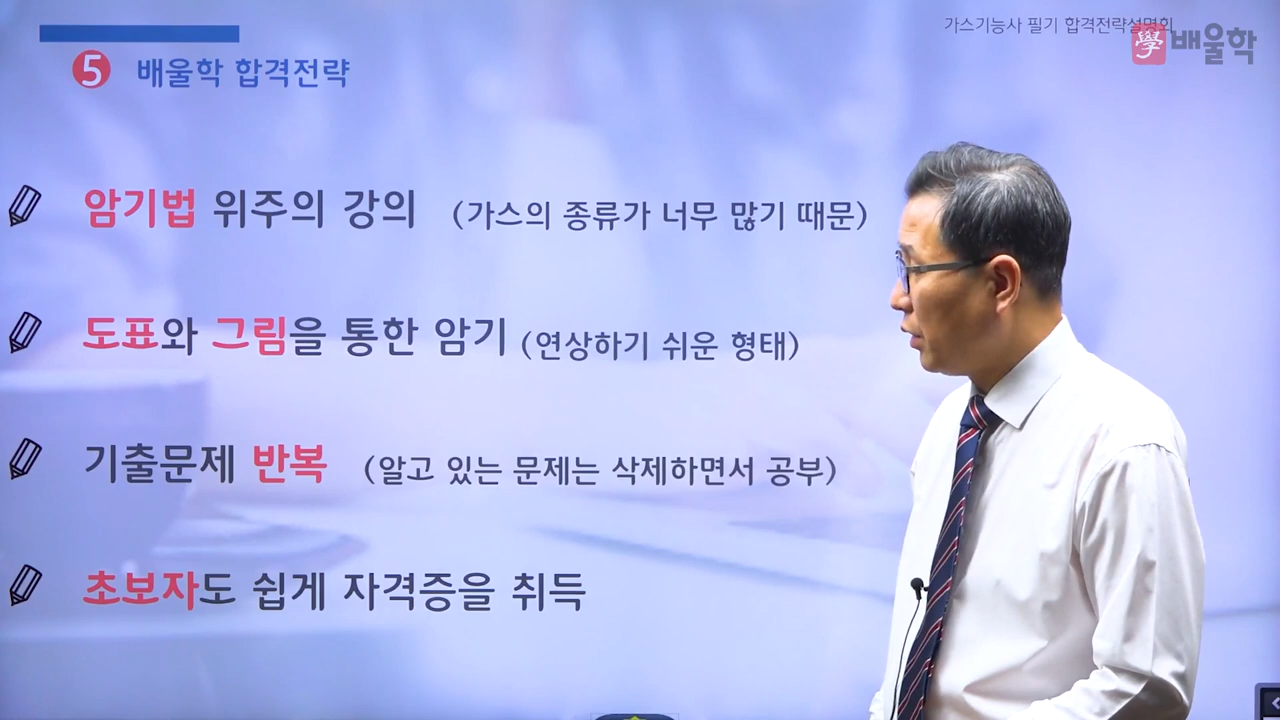 가스기능사 필기 합격전략설명회
學 배울학
5 배울학 합격전략
암기법 위주의 강의 (가스의 종류가 너무 많기 때문)
도표와 그림을 통한 암기 (연상하기 쉬운 형태)
기출문제 반복 (알고 있는 문제는 삭제하면서 공부)
초보자도 쉽게 자격증을 취득